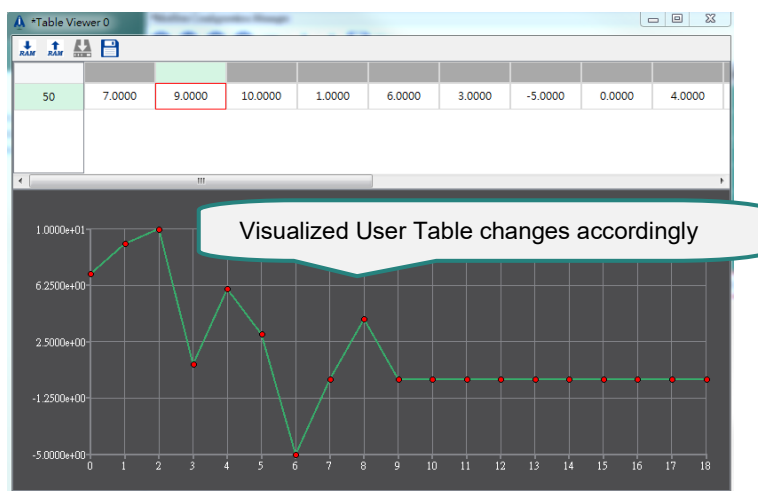 *Table Viewer 0
RAM RAM
50 7.0000 9.0000 10.0000 1.0000 6.0000 3.0000 -5.0000 0.0000 4.0000
Visualized User Table changes accordingly
1.0000e+01
6.2500e+00
2.5000e+00
-1.2500e+00
-5.0000e+00
0 1 2 3 4 5 6 7 8 9 10 11 12 13 14 15 16 17 18